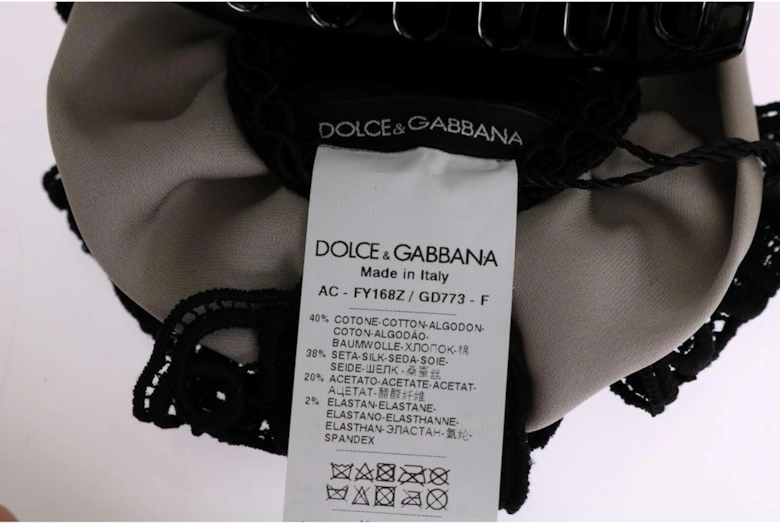 DOLCE & GABBANA
DOLCE & GABBANA
Made in Italy
AC - FY168Z / GD773 - F
40% COTONE-COTTON-ALGODON-
COTON-ALGODÃO-
BAUMWOLLE-ХЛОПОК-棉
38% SETA-SILK-SEDA-SOIE-
SEIDE-ШЕЛК-桑蚕丝
20% ACETATO-ACETATE-ACETAT-
АЦЕТАТ-醋酸纤维
2% ELASTAN-ELASTANE-
ELASTANO-ELASTHANNE-
ELASTHAN-ЭЛАСТАН-氨纶-
SPANDEX